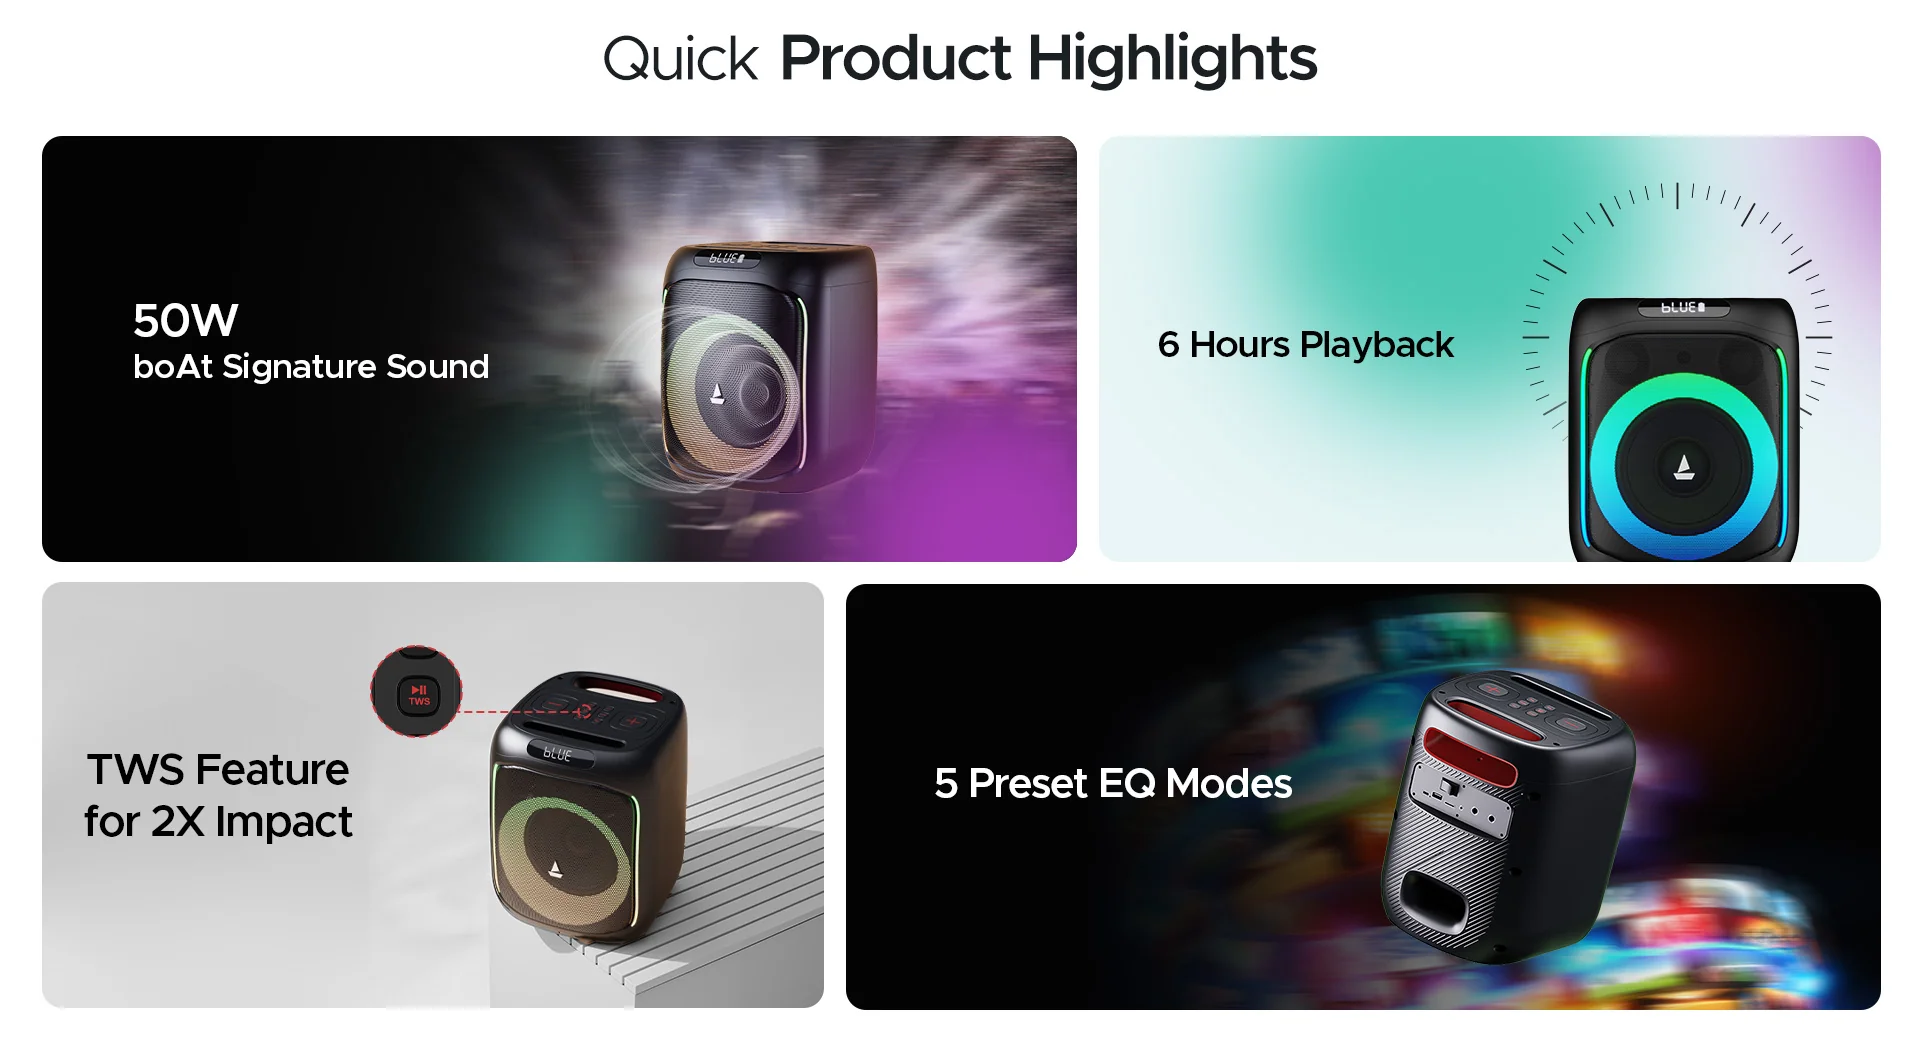 Quick Product Highlights
50W
boAt Signature Sound
bLUE
6 Hours Playback
bLUE
TWS
TWS Feature
for 2X Impact
bLUE
5 Preset EQ Modes